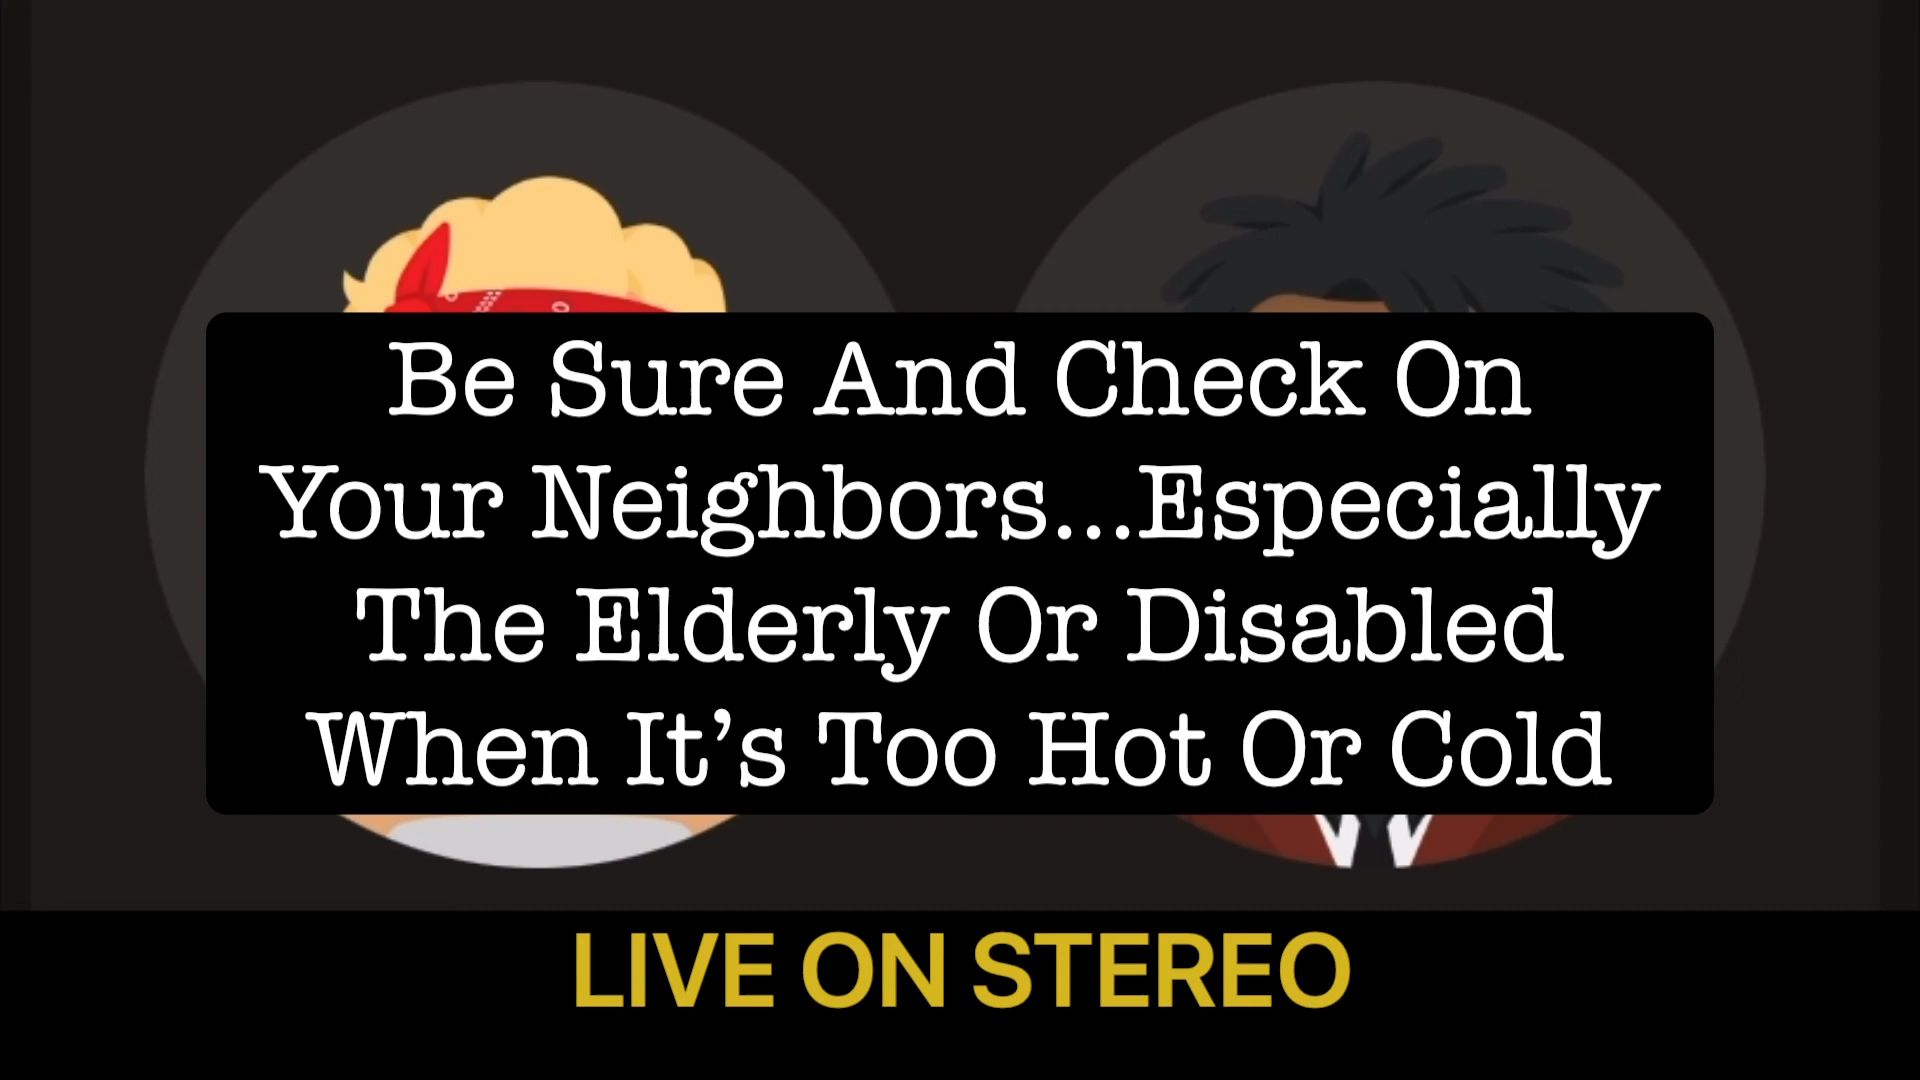 Be Sure And Check On
Your Neighbors...Especially
The Elderly Or Disabled
When It’s Too Hot Or Cold
LIVE ON STEREO